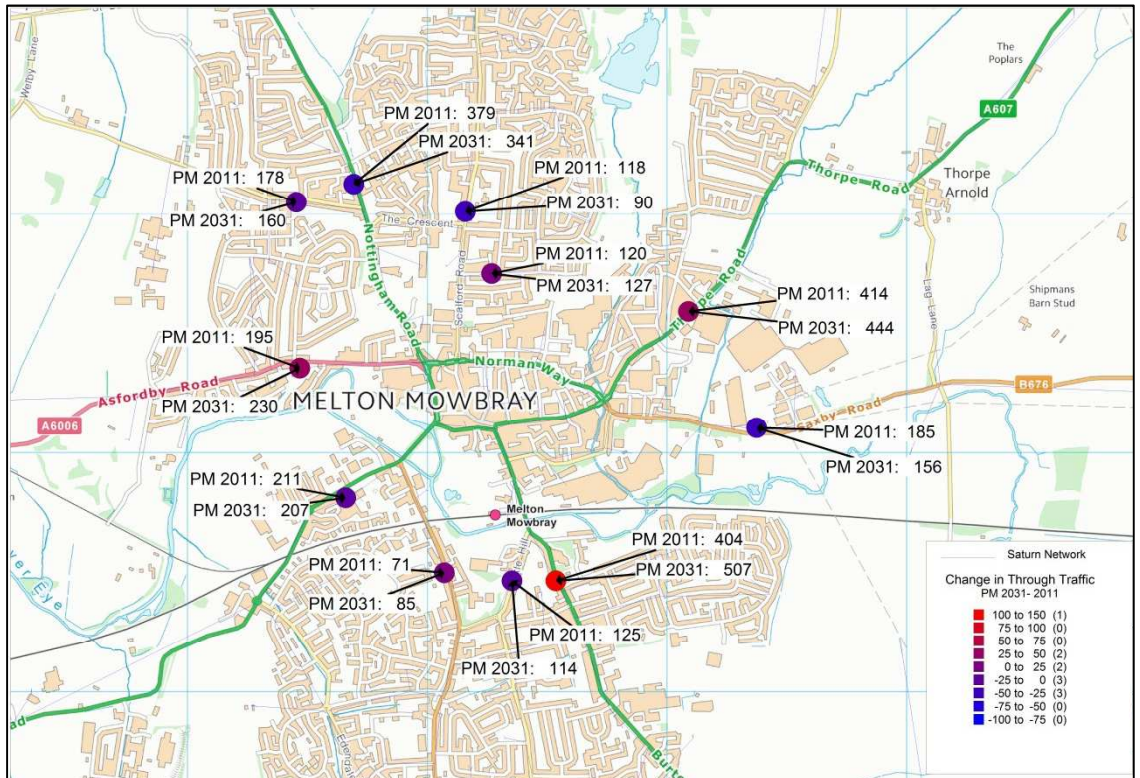 Welby Lane
The
Poplars
A607
PM 2011: 379
PM 2031: 341
PM 2011: 118
PM 2031: 90
PM 2011: 178
PM 2031: 160
The Crescent
Thorpe Road
Thorpe
Arnold
Nottingham Road
Scalford Road
PM 2011: 120
PM 2031: 127
Thorpe Road
PM 2011: 414
PM 2031: 444
Lag Lane
Shipmans
Barn Stud
PM 2011: 195
PM 2031: 230
Asfordby Road
A6006
Norman Way
MELTON MOWBRAY
B676
Saxby Road
PM 2011: 185
PM 2031: 156
PM 2011: 211
PM 2031: 207
Melton
Mowbray
PM 2011: 404
PM 2031: 507
PM 2011: 71
PM 2031: 85
PM 2011: 125
PM 2031: 114
Saturn Network
Change in Through Traffic
PM 2031- 2011
100 to 150 (1)
75 to 100 (0)
50 to 75 (0)
25 to 50 (2)
0 to 25 (2)
-25 to 0 (3)
-50 to -25 (3)
-75 to -50 (0)
-100 to -75 (0)